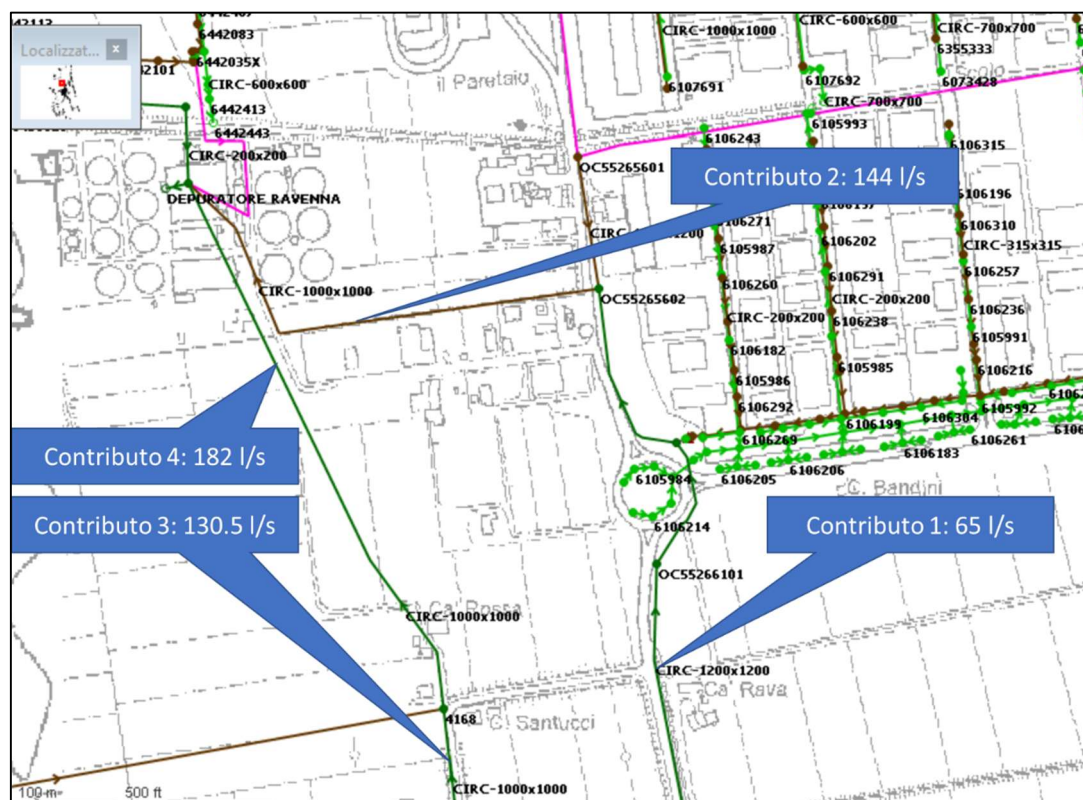 6442083
6442035X
Localizzat... x
CIRC-600x600
6442413
6442443
CIRC-200x200
DEPURATORE RAVENNA
CIRC-1000x1000
il Paretaio
CIRC-1000x1000
6107691
CIRC-600x600
6107692
CIRC-700x700
6355333
Scolo
6073428
CIRC-700x700
6105993
6106243
6106315
OC55265601
Contributo 2: 144 l/s
6106196
6106310
CIRC-315x315
6106257
6106202
6106271
6105987
6106260
6106291
CIRC-200x200
6106238
6106236
6105991
6106216
OC55265602
CIRC-200x200
6106182
6105986
6105985
6106292
6105992
6106304
6106199
6106269
6106261
6106183
6106206
6106205
6105984
6106214
C. Bandini
Contributo 4: 182 l/s
Contributo 3: 130.5 l/s
Contributo 1: 65 l/s
OC55266101
Ca' Rossa
CIRC-1000x1000
CIRC-1200x1200
Ca' Rava
4168
C. Santucci
CIRC-1000x1000
100 m
500 ft